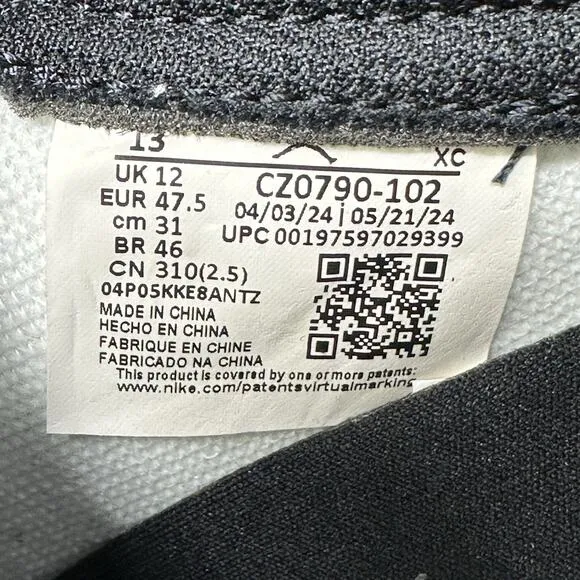 13
XC
UK 12
EUR 47.5
cm 31
BR 46
CN 310(2.5)
04P05KKE8ANTZ
CZ0790-102
04/03/24 | 05/21/24
UPC 00197597029399
MADE IN CHINA
HECHO EN CHINA
FABRIQUE EN CHINE
FABRICADO NA CHINA
This product is covered by one or more patents:
www.nike.com/patentsvirtualmarking